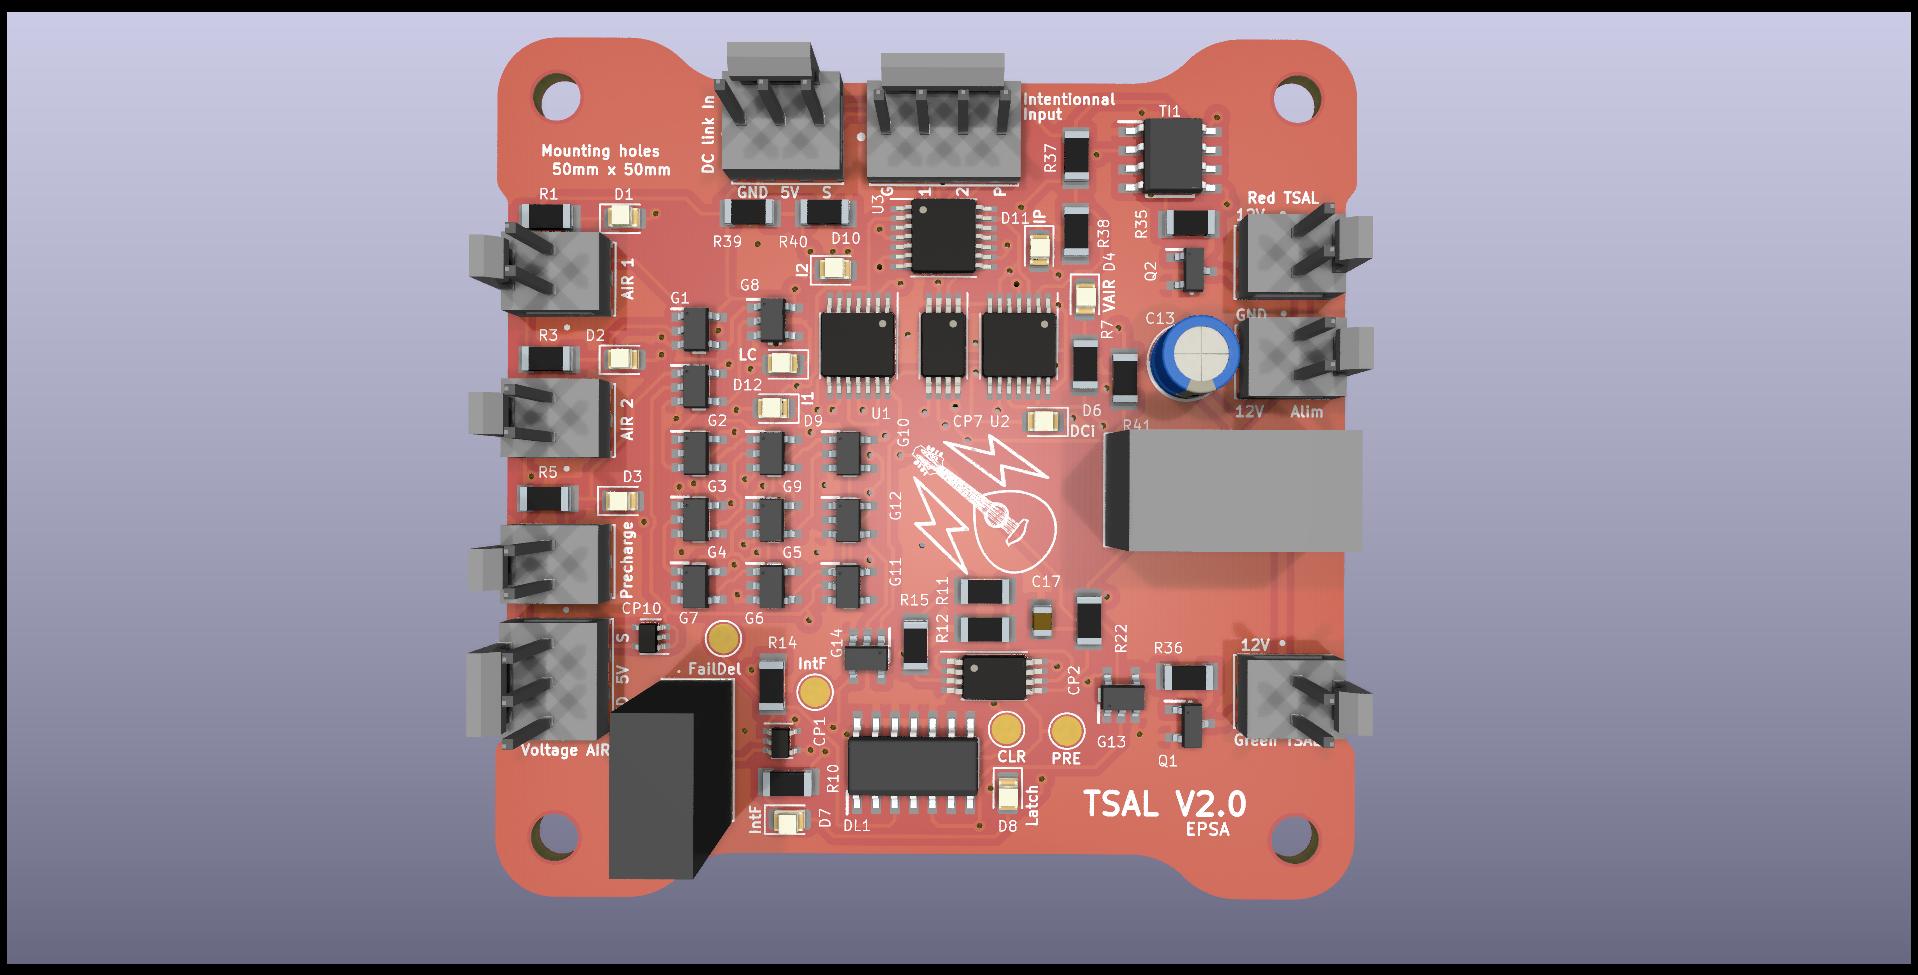 Intentionnal
Input
DC link In
TI1
R37
Mounting holes
50mm x 50mm
GND 5V S
G 1 2 P
R1
D1
U3
D11
IP
R38
R35
Red TSAL
12V
R39
R40
D10
I2
AIR 1
Q2
G1
G8
VAIR D4
GND
C13
R7
R3
D2
LC
D12
I1
D9
G2
U1
CP7
U2
D6
DCi
R41
12V
Alim
AIR 2
G10
R5
D3
G3
G9
G12
G4
G5
Precharge
G11
R11
C17
CP10
G7
G6
R15
R12
R22
S
5V
R14
FailDel
IntF
G14
CP2
12V
R36
Voltage AIR
CP1
CLR
PRE
G13
Q1
Green TSAL
R10
IntF
D7
DL1
D8
Latch
TSAL V2.0
EPSA